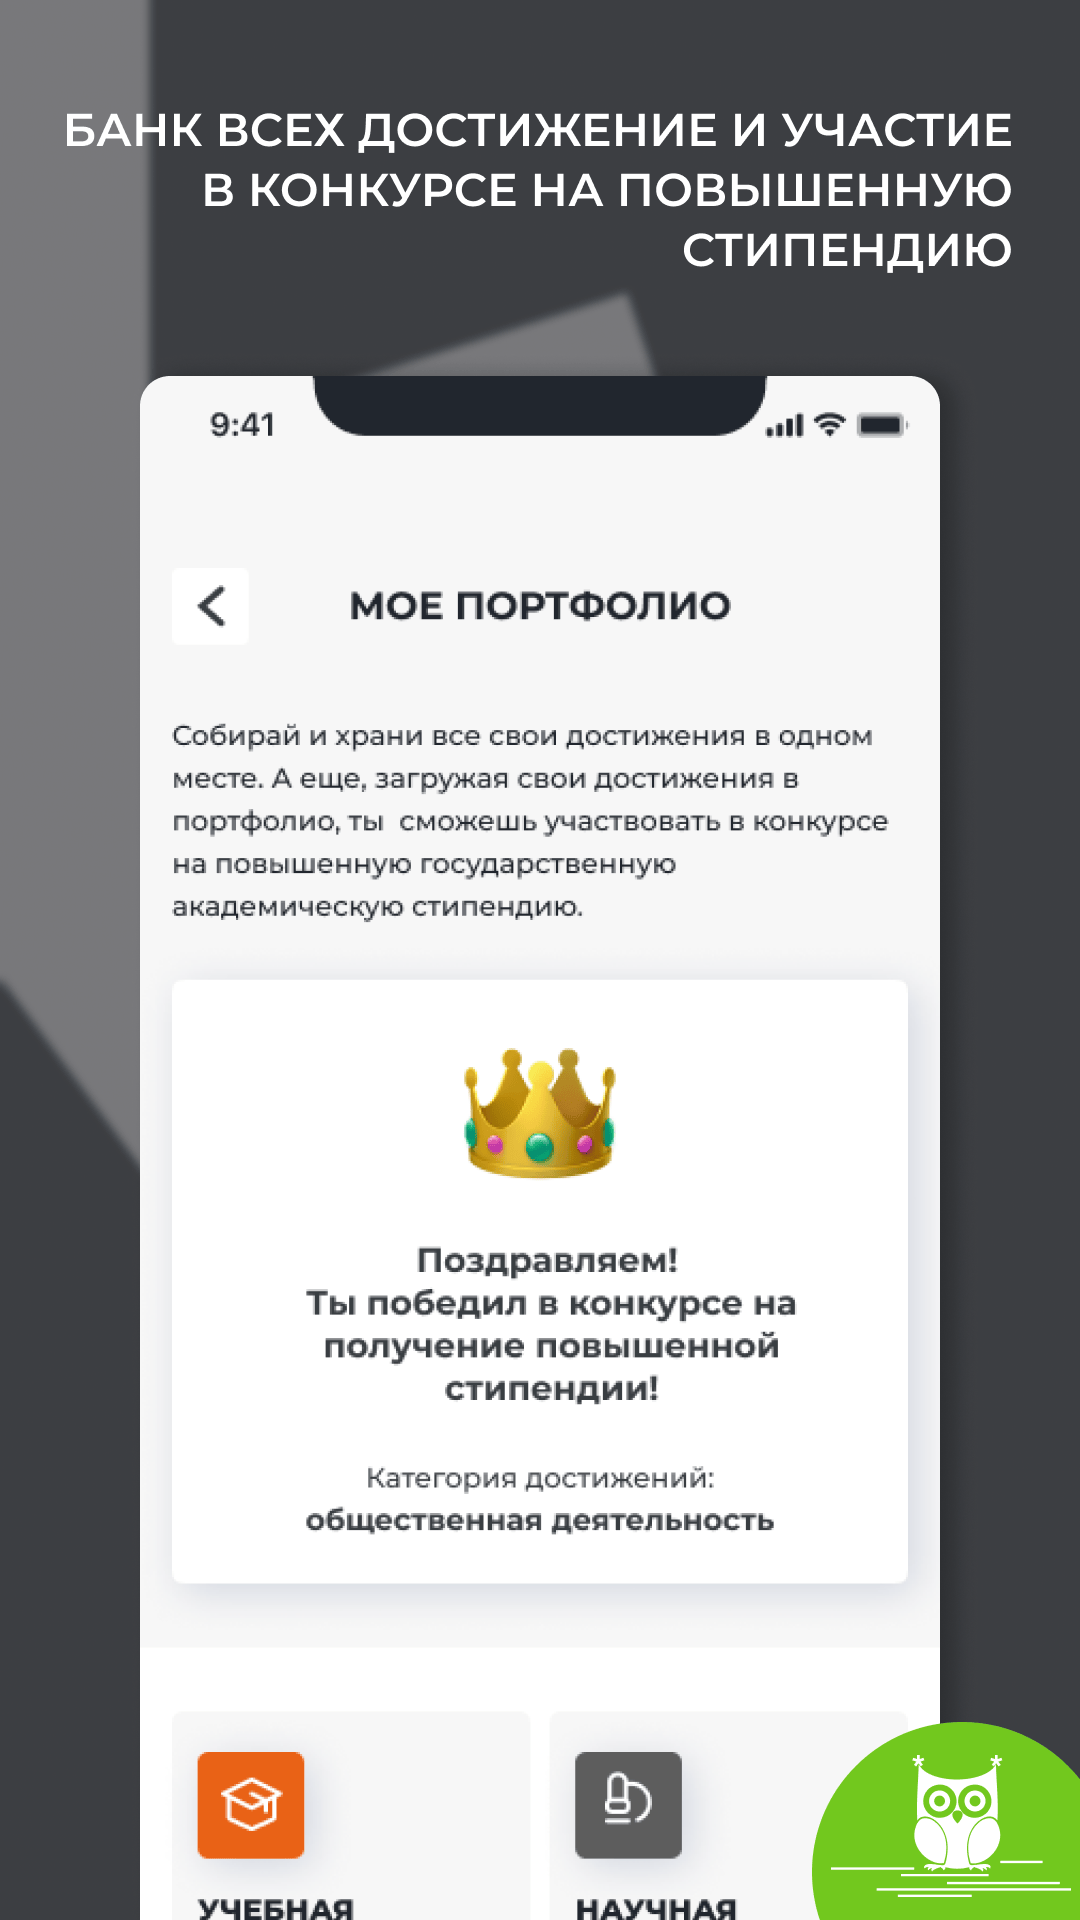 БАНК ВСЕХ ДОСТИЖЕНИЕ И УЧАСТИЕ
В КОНКУРСЕ НА ПОВЫШЕННУЮ
СТИПЕНДИЮ
9:41
МОЕ ПОРТФОЛИО
Собирай и храни все свои достижения в одном
месте. А еще, загружая свои достижения в
портфолио, ты сможешь участвовать в конкурсе
на повышенную государственную
академическую стипендию.
Поздравляем!
Ты победил в конкурсе на
получение повышенной
стипендии!
Категория достижений:
общественная деятельность
УЧЕБНАЯ
НАУЧНАЯ